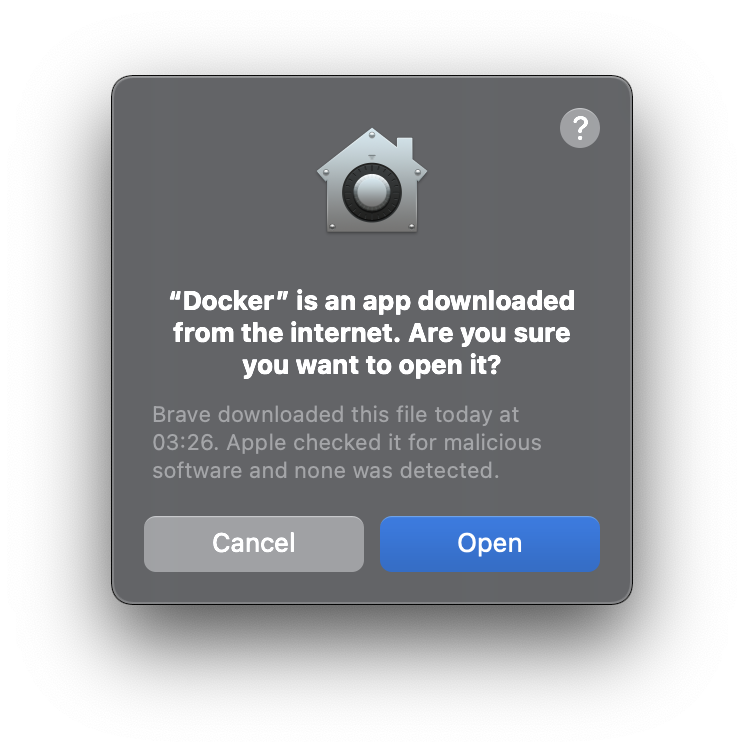 ?
“Docker” is an app downloaded
from the internet. Are you sure
you want to open it?
Brave downloaded this file today at
03:26. Apple checked it for malicious
software and none was detected.
Cancel
Open